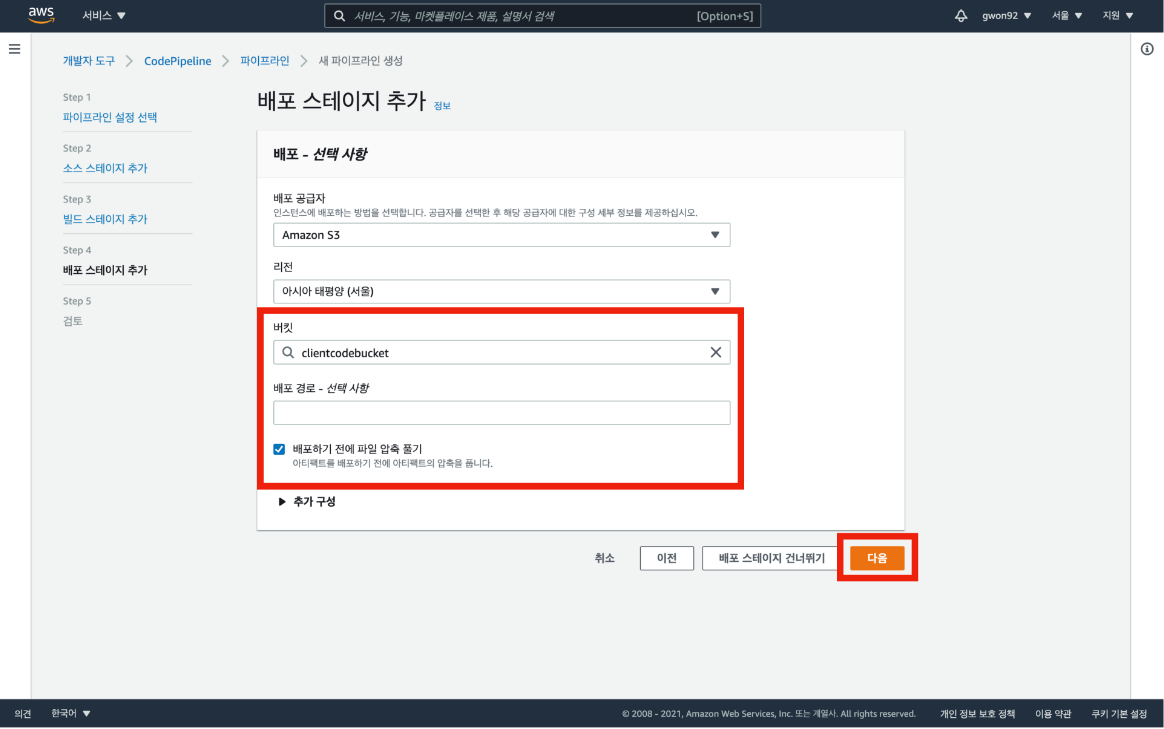 aws 서비스 ▼ 서비스, 기능, 마켓플레이스 제품, 설명서 검색 [Option+S] gwon92 ▼ 서울 ▼ 지원 ▼
개발자 도구 > CodePipeline > 파이프라인 > 새 파이프라인 생성
Step 1
파이프라인 설정 선택
Step 2
소스 스테이지 추가
Step 3
빌드 스테이지 추가
Step 4
배포 스테이지 추가
Step 5
검토
배포 스테이지 추가 정보
배포 - 선택 사항
배포 공급자
인스턴스에 배포하는 방법을 선택합니다. 공급자를 선택한 후 해당 공급자에 대한 구성 세부 정보를 제공하십시오.
Amazon S3
리전
아시아 태평양 (서울)
버킷
clientcodebucket
배포 경로 - 선택 사항
배포하기 전에 파일 압축 풀기
아티팩트를 배포하기 전에 아티팩트의 압축을 풉니다.
▶ 추가 구성
취소 이전 배포 스테이지 건너뛰기 다음
의견 한국어 ▼ © 2008 - 2021, Amazon Web Services, Inc. 또는 계열사. All rights reserved. 개인 정보 보호 정책 이용 약관 쿠키 기본 설정